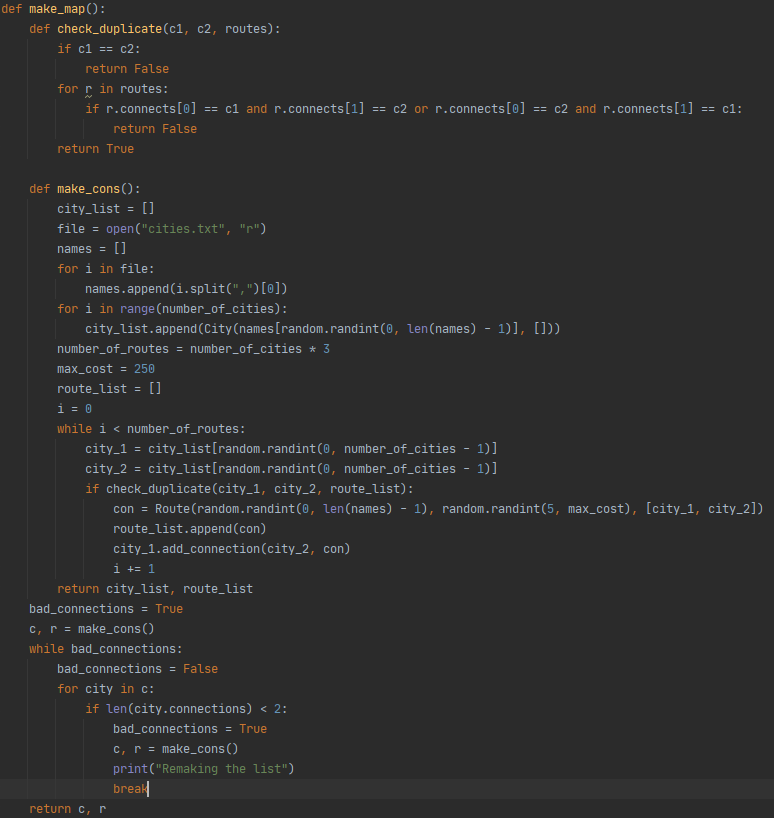 def make_map():
    def check_duplicate(c1, c2, routes):
        if c1 == c2:
            return False
        for r in routes:
            if r.connects[0] == c1 and r.connects[1] == c2 or r.connects[0] == c2 and r.connects[1] == c1:
                return False
        return True

    def make_cons():
        city_list = []
        file = open("cities.txt", "r")
        names = []
        for i in file:
            names.append(i.split(",")[0])
        for i in range(number_of_cities):
            city_list.append(City(names[random.randint(0, len(names) - 1)], []))
        number_of_routes = number_of_cities * 3
        max_cost = 250
        route_list = []
        i = 0
        while i < number_of_routes:
            city_1 = city_list[random.randint(0, number_of_cities - 1)]
            city_2 = city_list[random.randint(0, number_of_cities - 1)]
            if check_duplicate(city_1, city_2, route_list):
                con = Route(random.randint(0, len(names) - 1), random.randint(5, max_cost), [city_1, city_2])
                route_list.append(con)
                city_1.add_connection(city_2, con)
                i += 1
        return city_list, route_list
    bad_connections = True
    c, r = make_cons()
    while bad_connections:
        bad_connections = False
        for city in c:
            if len(city.connections) < 2:
                bad_connections = True
                c, r = make_cons()
                print("Remaking the list")
                break
    return c, r